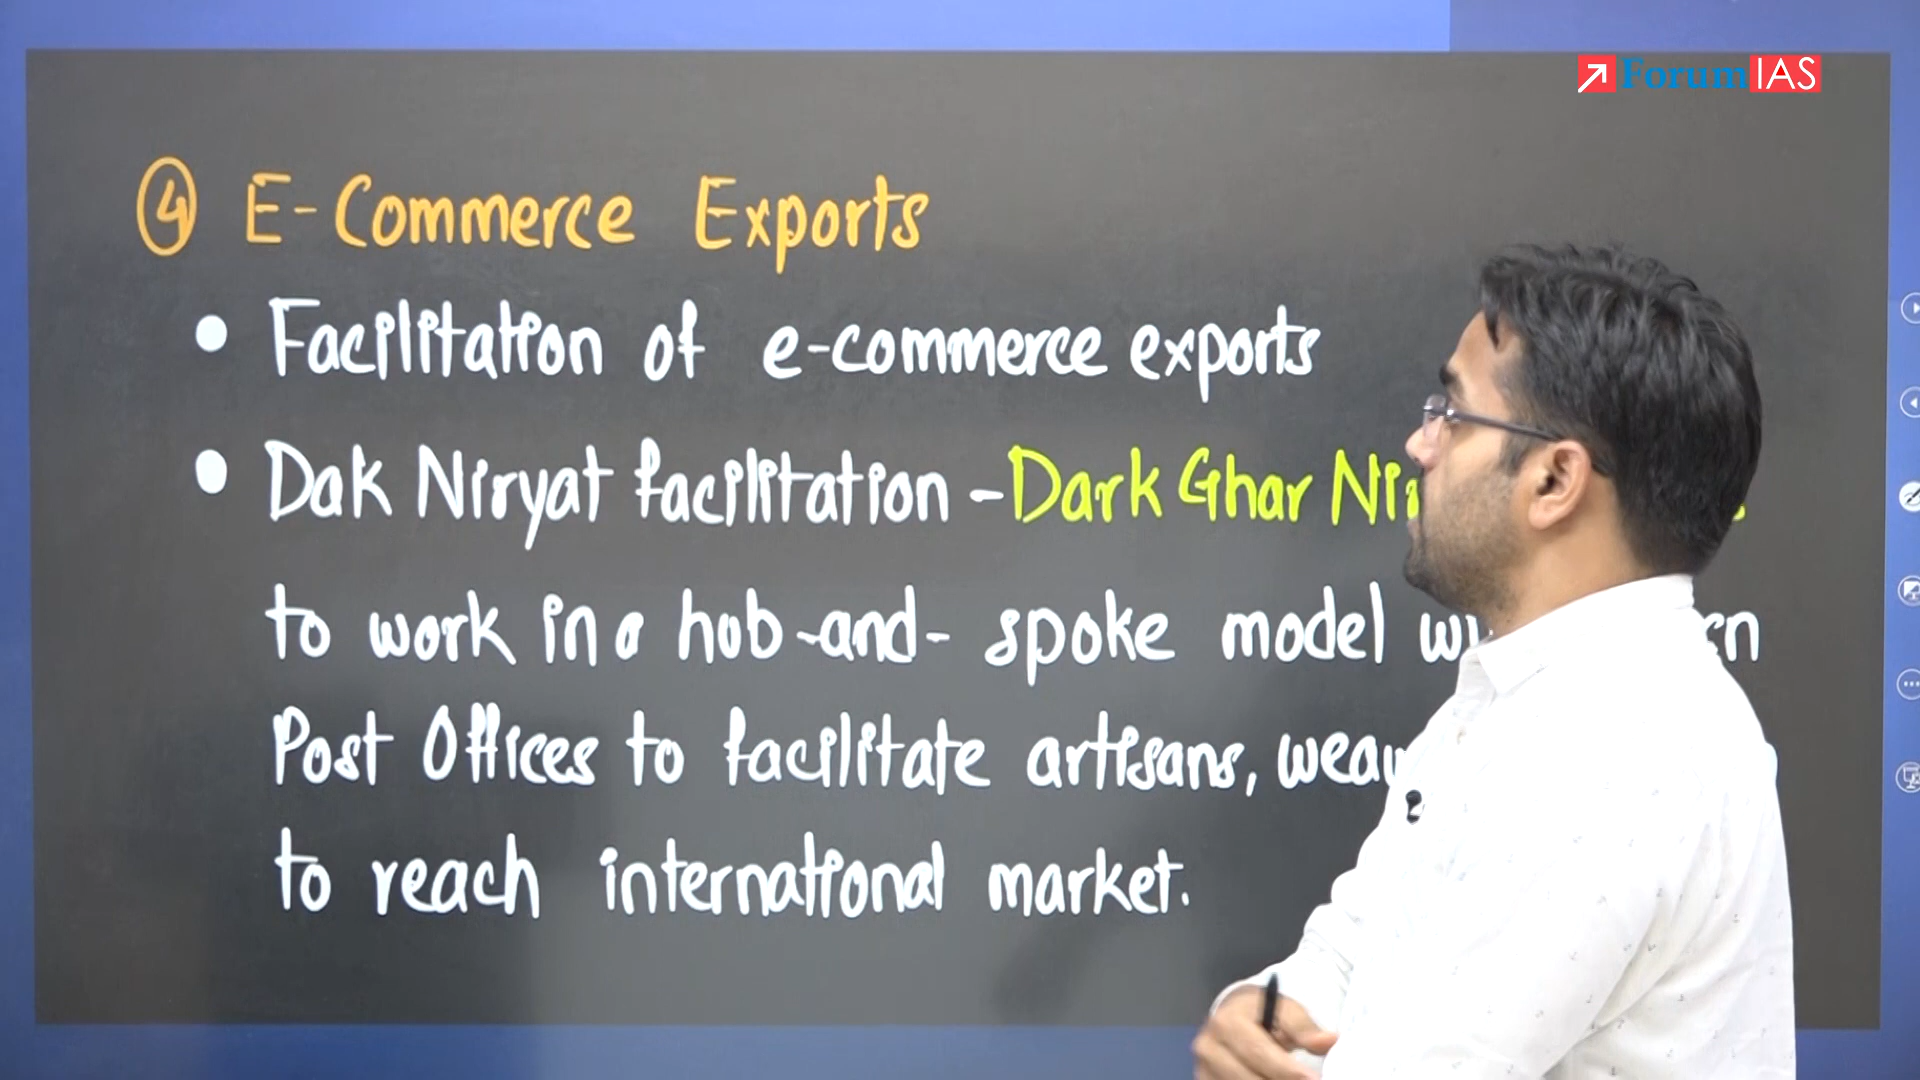 ForumIAS
4 E-Commerce Exports
• Facilitation of e-commerce exports
• Dak Niryat facilitation - Dark Ghar
to work in a hub-and-spoke model
Post Offices to facilitate artisans,
to reach international market.